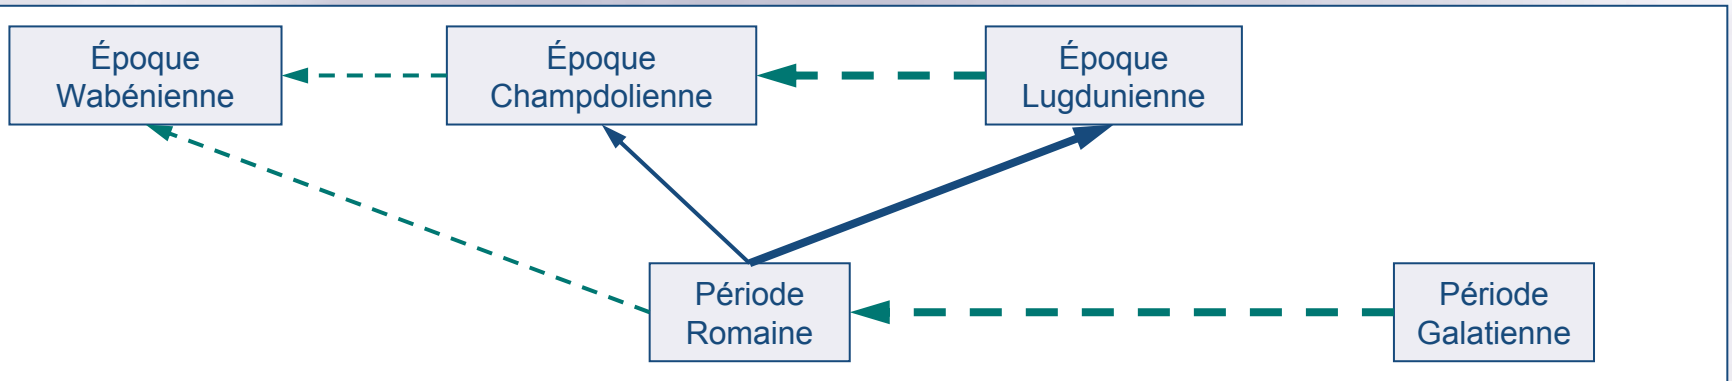 Époque
Wabénienne
Époque
Champdolienne
Époque
Lugdunienne
Période
Romaine
Période
Galatienne